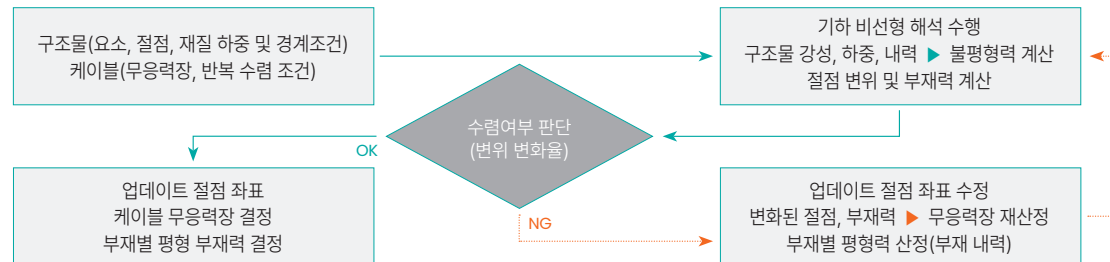 구조물(요소, 절점, 재질 하중 및 경계조건)
케이블(무응력장, 반복 수렴 조건)
기하 비선형 해석 수행
구조물 강성, 하중, 내력 ▶ 불평형력 계산
절점 변위 및 부재력 계산
수렴여부 판단
(변위 변화율)
OK
NG
업데이트 절점 좌표
케이블 무응력장 결정
부재별 평형 부재력 결정
업데이트 절점 좌표 수정
변화된 절점, 부재력 ▶ 무응력장 재산정
부재별 평형력 산정(부재 내력)